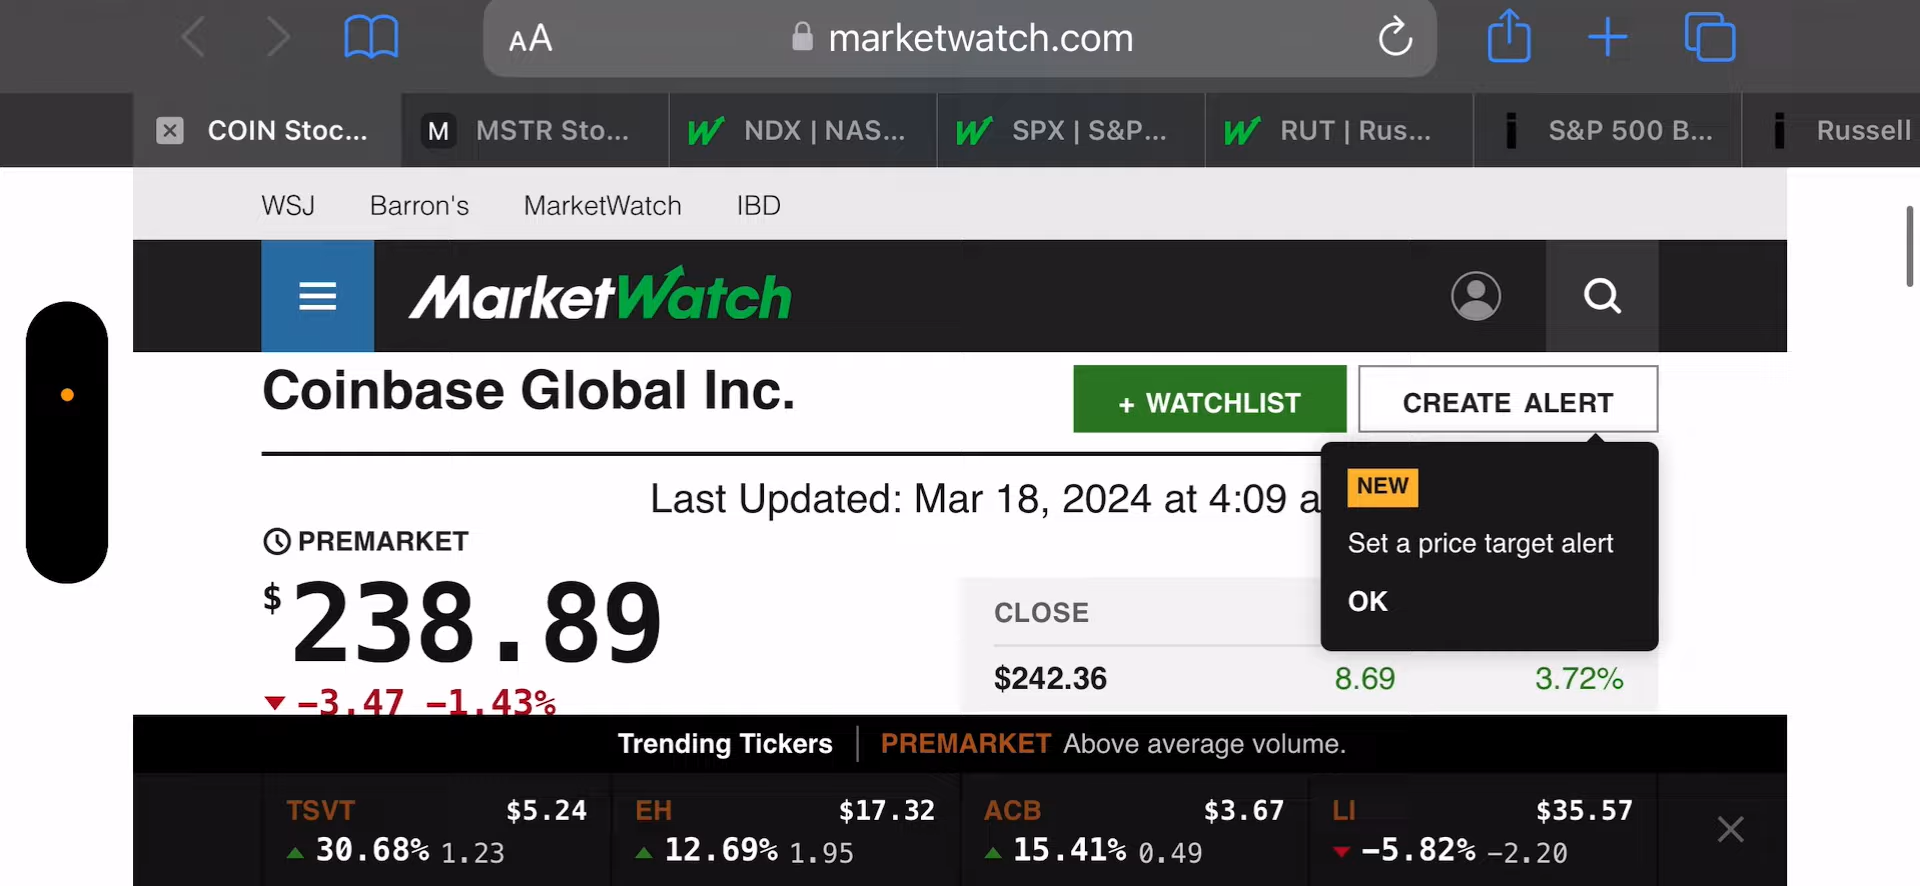 AA marketwatch.com
COIN Stoc... M MSTR Sto... NDX | NAS... SPX | S&P... RUT | Rus... S&P 500 B... Russell
WSJ Barron's MarketWatch IBD
MarketWatch
Coinbase Global Inc.
+ WATCHLIST CREATE ALERT
NEW
Set a price target alert
OK
Last Updated: Mar 18, 2024 at 4:09 a
PREMARKET
$238.89
−3.47 −1.43%
CLOSE
$242.36 8.69 3.72%
Trending Tickers | PREMARKET Above average volume.
TSVT $5.24 EH $17.32 ACB $3.67 LI $35.57
30.68% 1.23 12.69% 1.95 15.41% 0.49 −5.82% −2.20